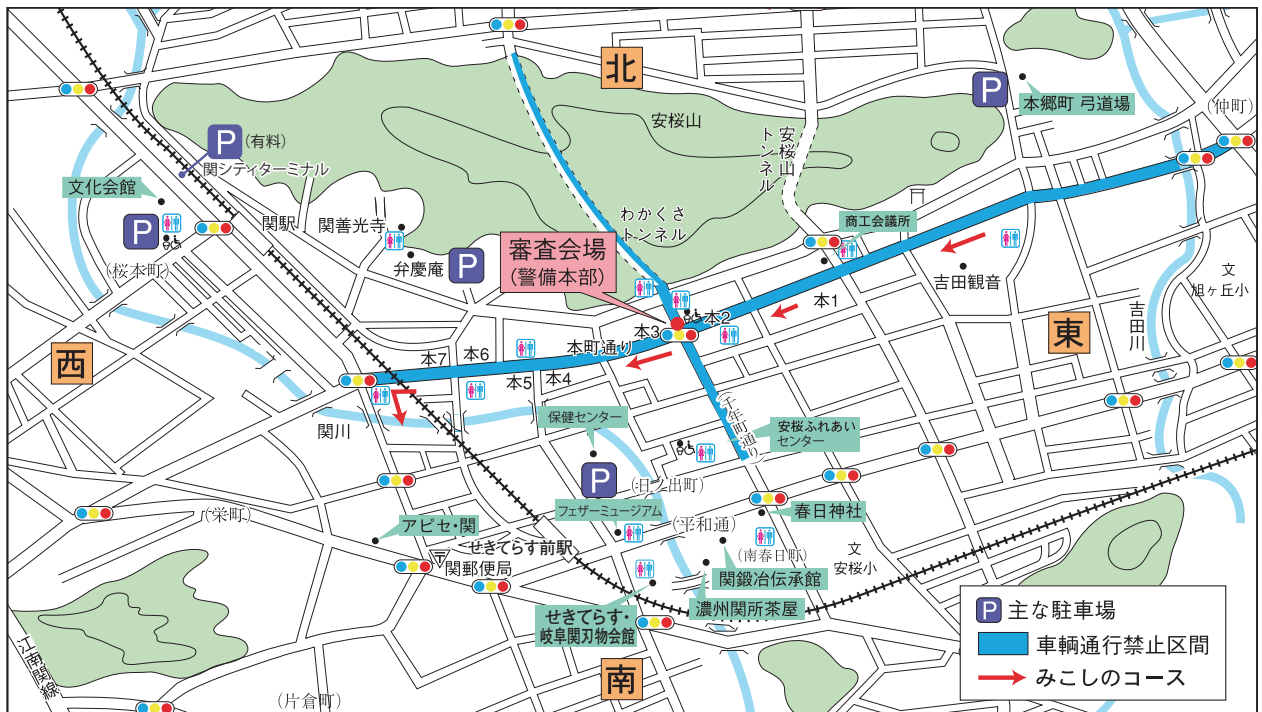 北
安桜山
P
本郷町 弓道場
(仲町)
P
(有料)
関シティターミナル
安桜山
トンネル
文化会館
P
(桜本町)
関駅
関善光寺
弁慶庵
P
わかくさ
トンネル
商工会議所
審査会場
(警備本部)
吉田観音
文
旭ヶ丘小
吉田川
東
西
本1
本2
本3
本町通り
本4
本5
本6
本7
関川
保健センター
千年町通り
安桜ふれあい
センター
P
(旧ノ出町)
フェザーミュージアム
(平和通)
春日神社
(栄町)
アピセ・関
せきてらす前駅
〒
関郵便局
(南春日町)
文
安桜小
関鍛冶伝承館
濃州関所茶屋
せきてらす・
岐阜関刃物会館
南
江南関線
(片倉町)
P 主な駐車場
車輌通行禁止区間
みこしのコース